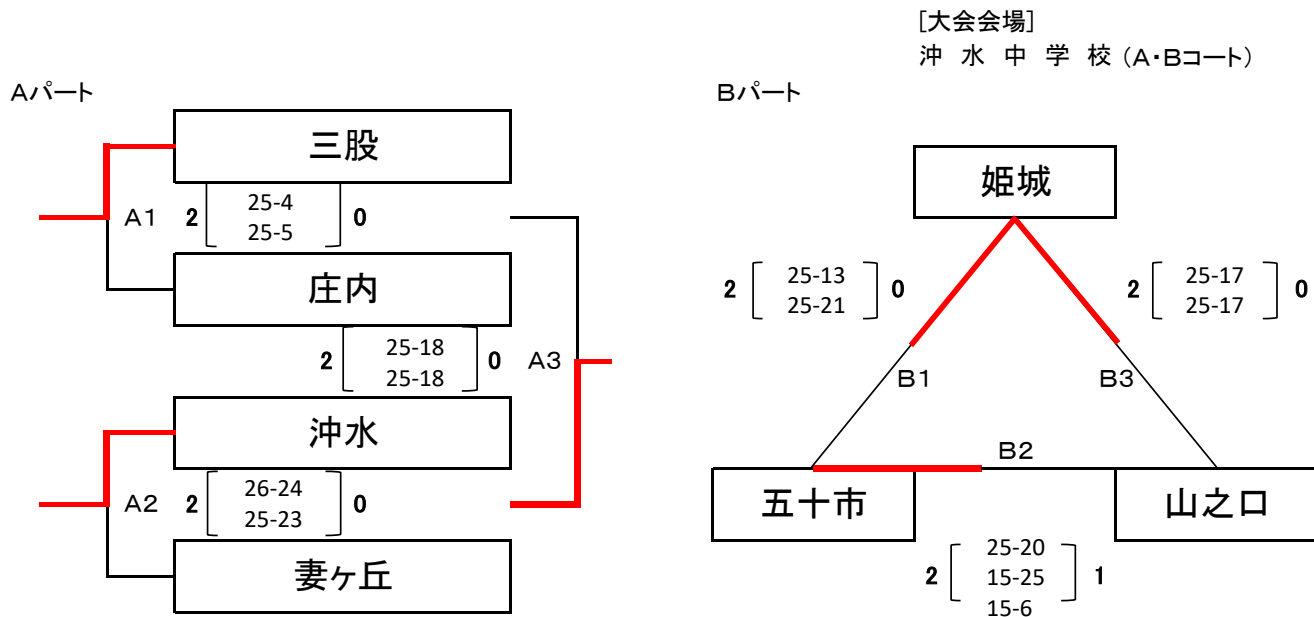 [大会会場]
沖 水 中 学 校 (A・Bコート)
Aパート
三股
A1 2 25-4 0
25-5
庄内
2 25-18 0 A3
25-18
沖水
A2 2 26-24 0
25-23
妻ヶ丘
Bパート
姫城
2 25-13 0
25-21
2 25-17 0
25-17
B1
B3
B2
五十市
山之口
25-20
2 15-25 1
15-6